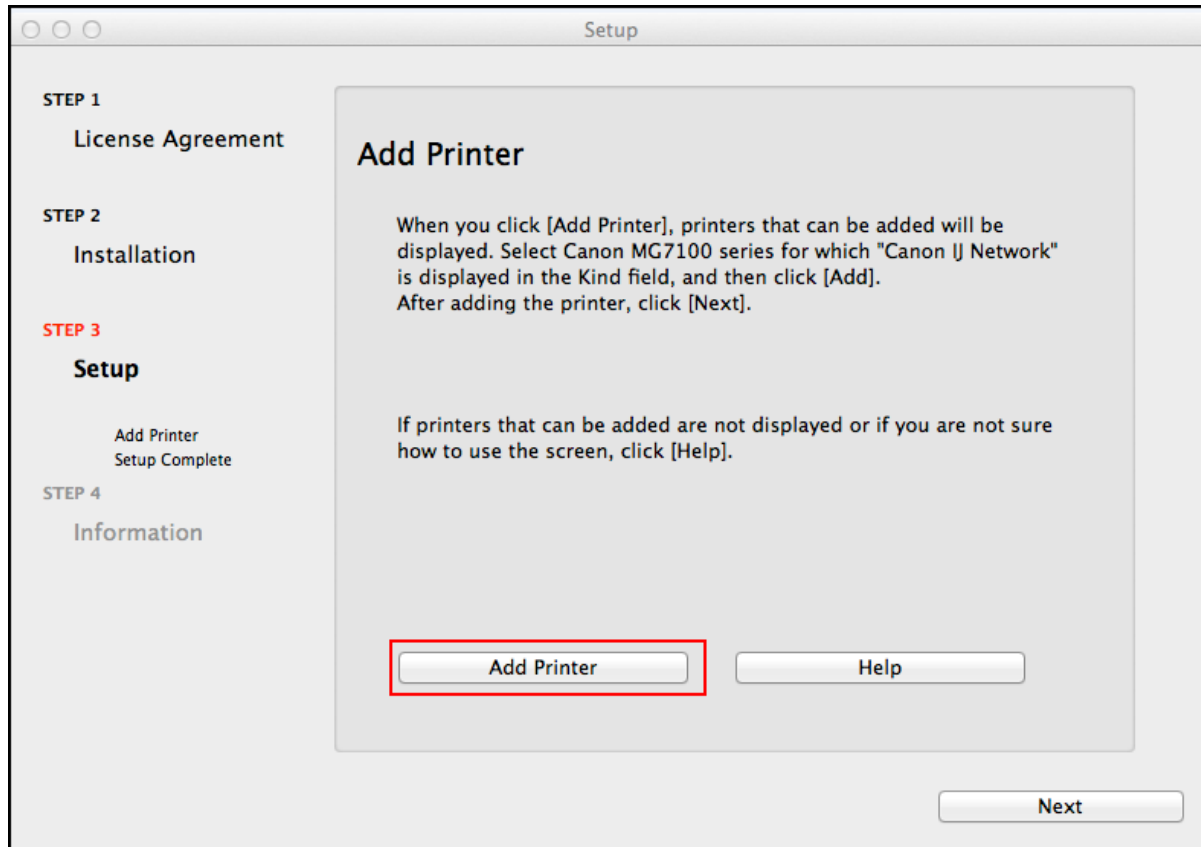 Setup
STEP 1
License Agreement
STEP 2
Installation
STEP 3
Setup
Add Printer
Setup Complete
STEP 4
Information
Add Printer
When you click [Add Printer], printers that can be added will be
displayed. Select Canon MG7100 series for which "Canon IJ Network"
is displayed in the Kind field, and then click [Add].
After adding the printer, click [Next].
If printers that can be added are not displayed or if you are not sure
how to use the screen, click [Help].
Add Printer
Help
Next